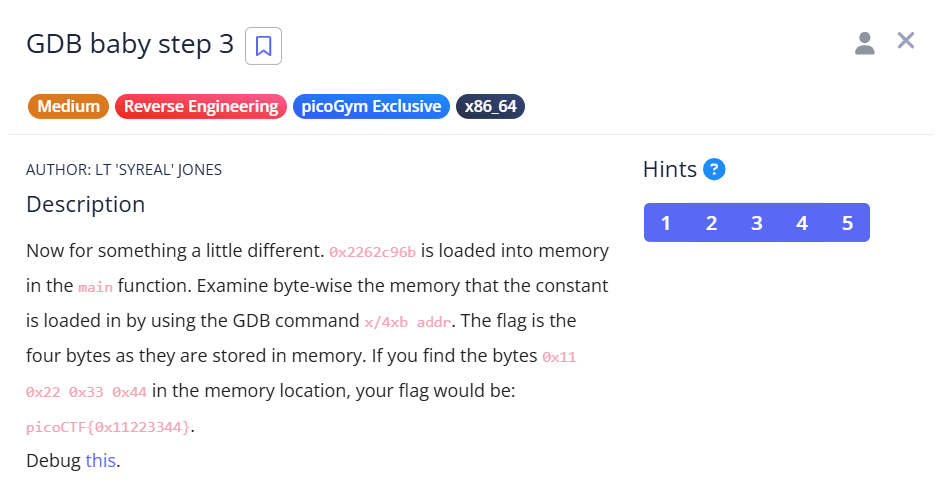 GDB baby step 3
Medium Reverse Engineering picoGym Exclusive x86_64
AUTHOR: LT 'SYREAL' JONES
Description
Now for something a little different. 0x2262c96b is loaded into memory
in the main function. Examine byte-wise the memory that the constant
is loaded in by using the GDB command x/4xb addr. The flag is the
four bytes as they are stored in memory. If you find the bytes 0x11
0x22 0x33 0x44 in the memory location, your flag would be:
picoCTF{0x11223344}.
Debug this.
Hints ?
1 2 3 4 5